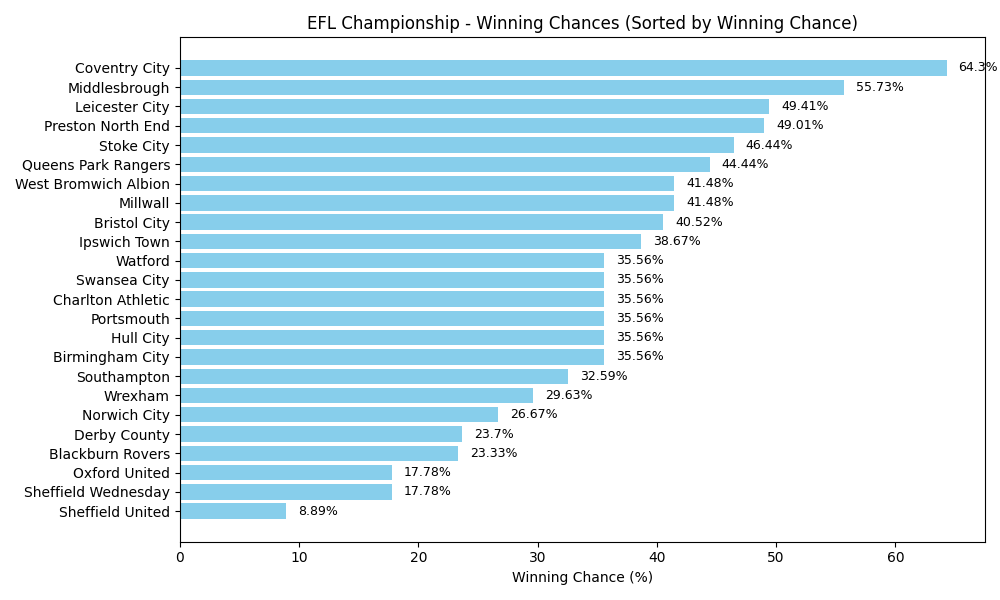 EFL Championship - Winning Chances (Sorted by Winning Chance)
Coventry City 64.3%
Middlesbrough 55.73%
Leicester City 49.41%
Preston North End 49.01%
Stoke City 46.44%
Queens Park Rangers 44.44%
West Bromwich Albion 41.48%
Millwall 41.48%
Bristol City 40.52%
Ipswich Town 38.67%
Watford 35.56%
Swansea City 35.56%
Charlton Athletic 35.56%
Portsmouth 35.56%
Hull City 35.56%
Birmingham City 35.56%
Southampton 32.59%
Wrexham 29.63%
Norwich City 26.67%
Derby County 23.7%
Blackburn Rovers 23.33%
Oxford United 17.78%
Sheffield Wednesday 17.78%
Sheffield United 8.89%
0 10 20 30 40 50 60
Winning Chance (%)